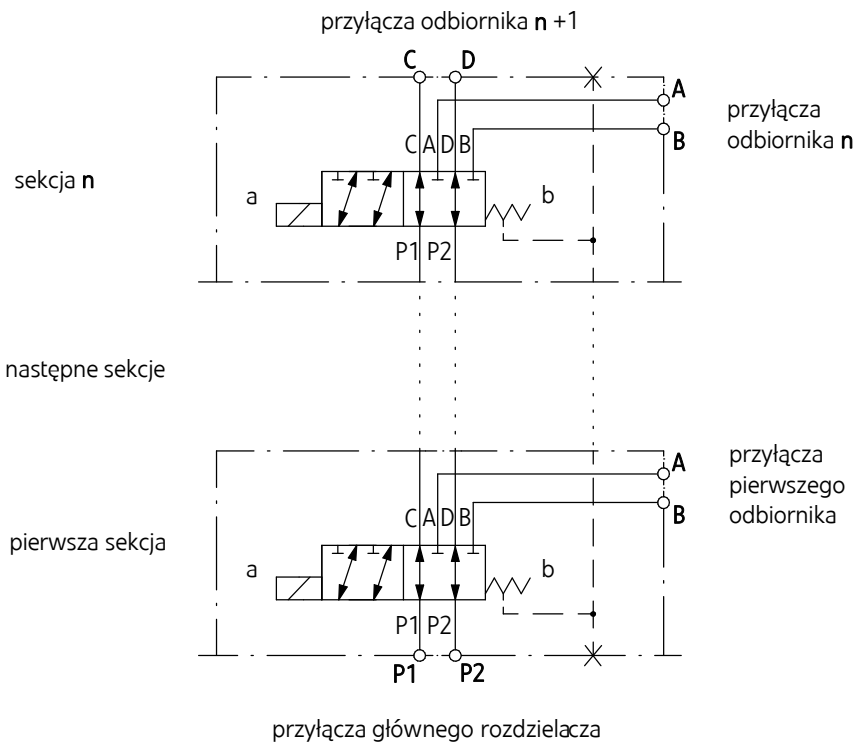 przyłącza odbiornika n +1
C D
A
przyłącza
B
odbiornika n
C A D B
sekcja n
a
b
P1 P2
następne sekcje
A
przyłącza
pierwszego
B
odbiornika
C A D B
pierwsza sekcja
a
b
P1 P2
P1 P2
przyłącza głównego rozdzielacza